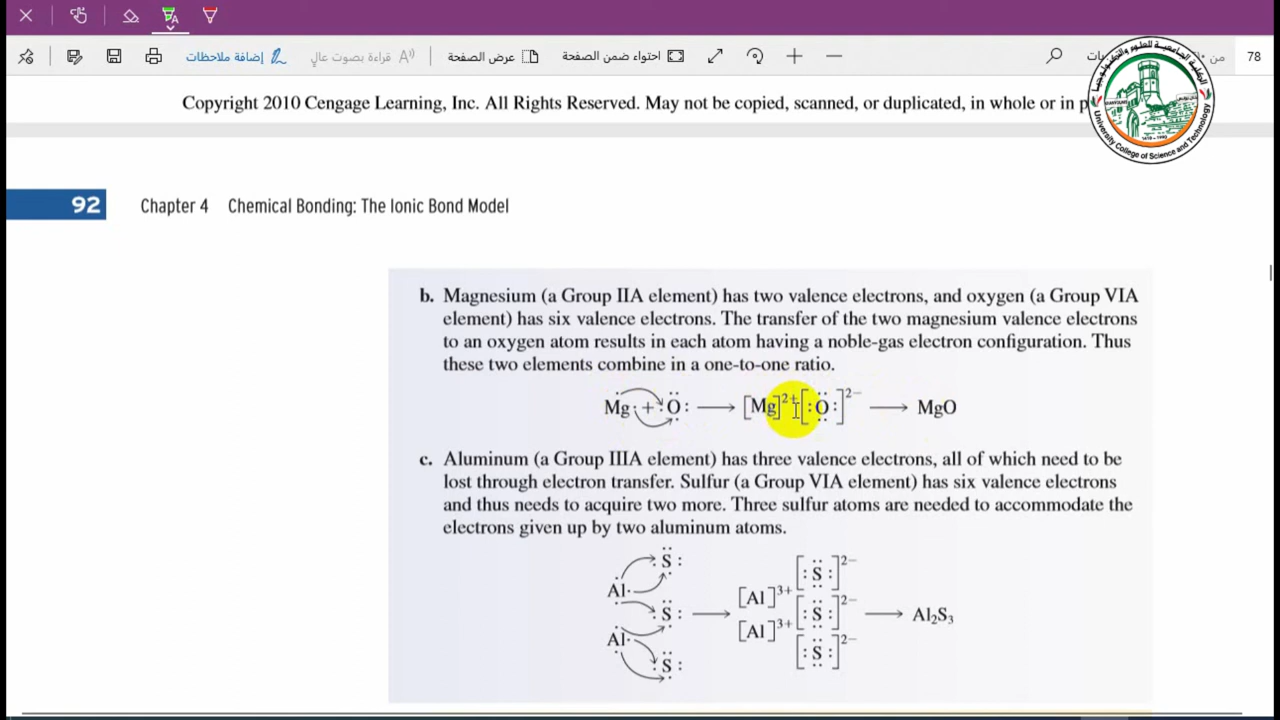 إضافة ملاحظات
قراءة بصوت عالٍ
عرض الصفحة
احتواء ضمن الصفحة
من
78
Copyright 2010 Cengage Learning, Inc. All Rights Reserved. May not be copied, scanned, or duplicated, in whole or in p
University College of Science and Technology
92 Chapter 4 Chemical Bonding: The Ionic Bond Model
b. Magnesium (a Group IIA element) has two valence electrons, and oxygen (a Group VIA
element) has six valence electrons. The transfer of the two magnesium valence electrons
to an oxygen atom results in each atom having a noble-gas electron configuration. Thus
these two elements combine in a one-to-one ratio.
Mg + O: → [Mg]2+ [:O:]2− → MgO
c. Aluminum (a Group IIIA element) has three valence electrons, all of which need to be
lost through electron transfer. Sulfur (a Group VIA element) has six valence electrons
and thus needs to acquire two more. Three sulfur atoms are needed to accommodate the
electrons given up by two aluminum atoms.
S: [:S:]2−
Al [Al]3+
S: → [:S:]2− → Al₂S₃
Al [Al]3+
S: [:S:]2−